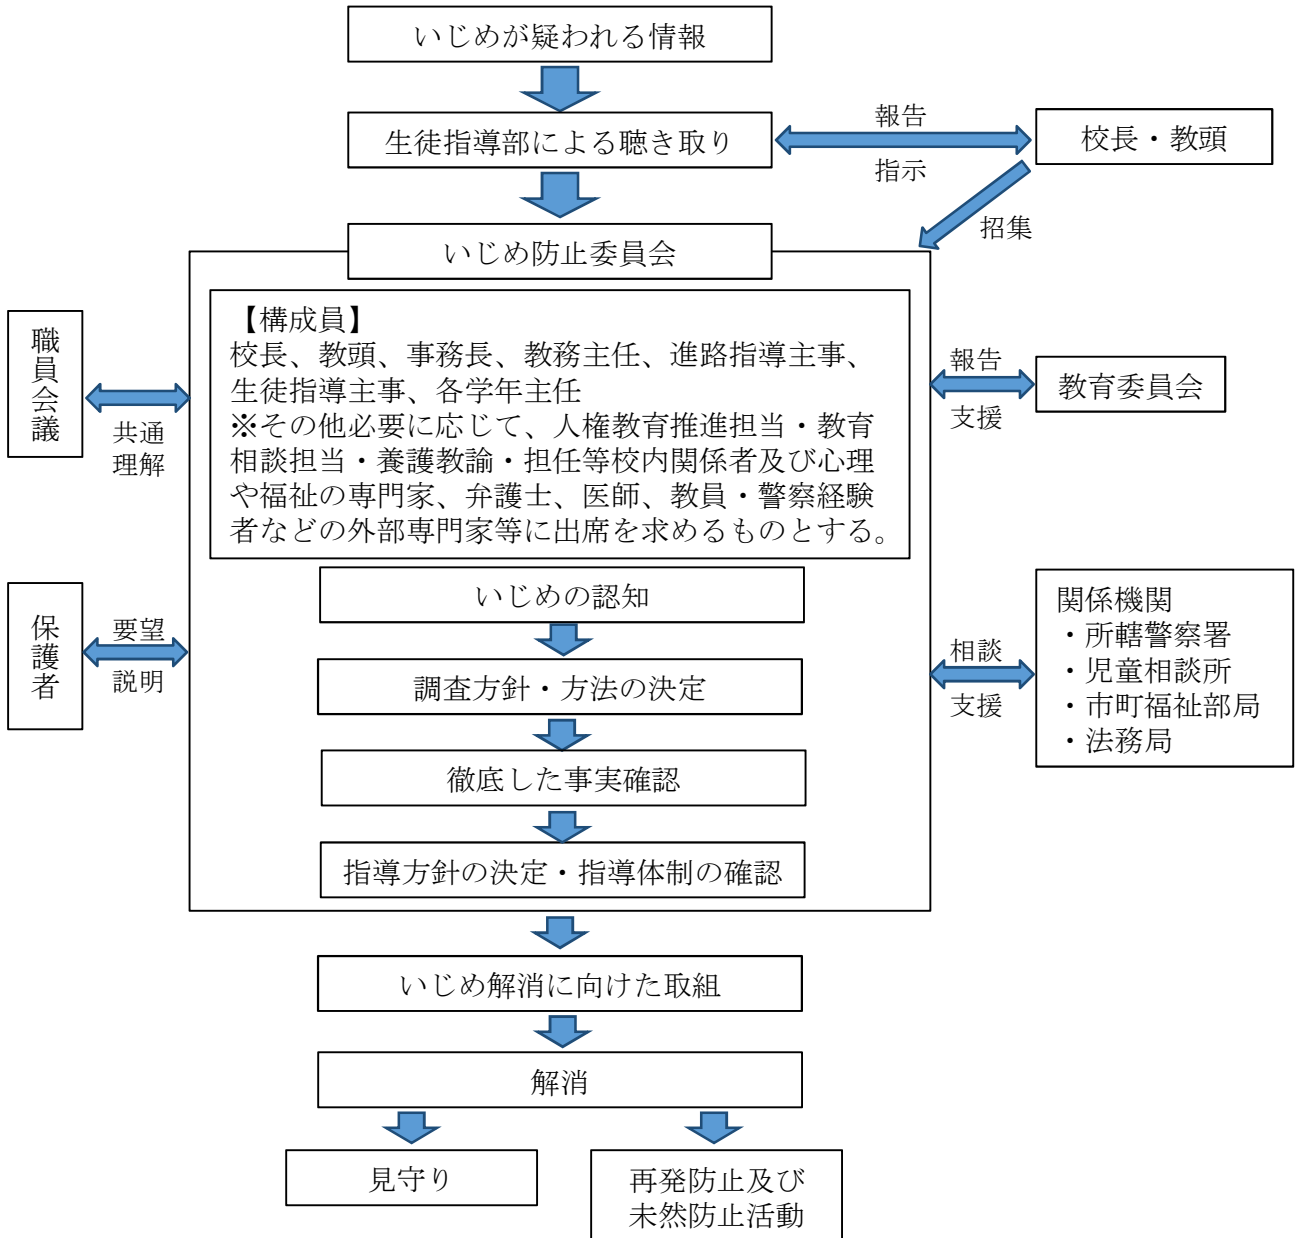 いじめが疑われる情報
生徒指導部による聴き取り
報告
指示
校長・教頭
招集
いじめ防止委員会
【構成員】
校長、教頭、事務長、教務主任、進路指導主事、
生徒指導主事、各学年主任
※その他必要に応じて、人権教育推進担当・教育
相談担当・養護教諭・担任等校内関係者及び心理
や福祉の専門家、弁護士、医師、教員・警察経験
者などの外部専門家等に出席を求めるものとする。
職員会議
共通
理解
報告
支援
教育委員会
保護者
要望
説明
いじめの認知
調査方針・方法の決定
徹底した事実確認
指導方針の決定・指導体制の確認
相談
支援
関係機関
・所轄警察署
・児童相談所
・市町福祉部局
・法務局
いじめ解消に向けた取組
解消
見守り
再発防止及び
未然防止活動